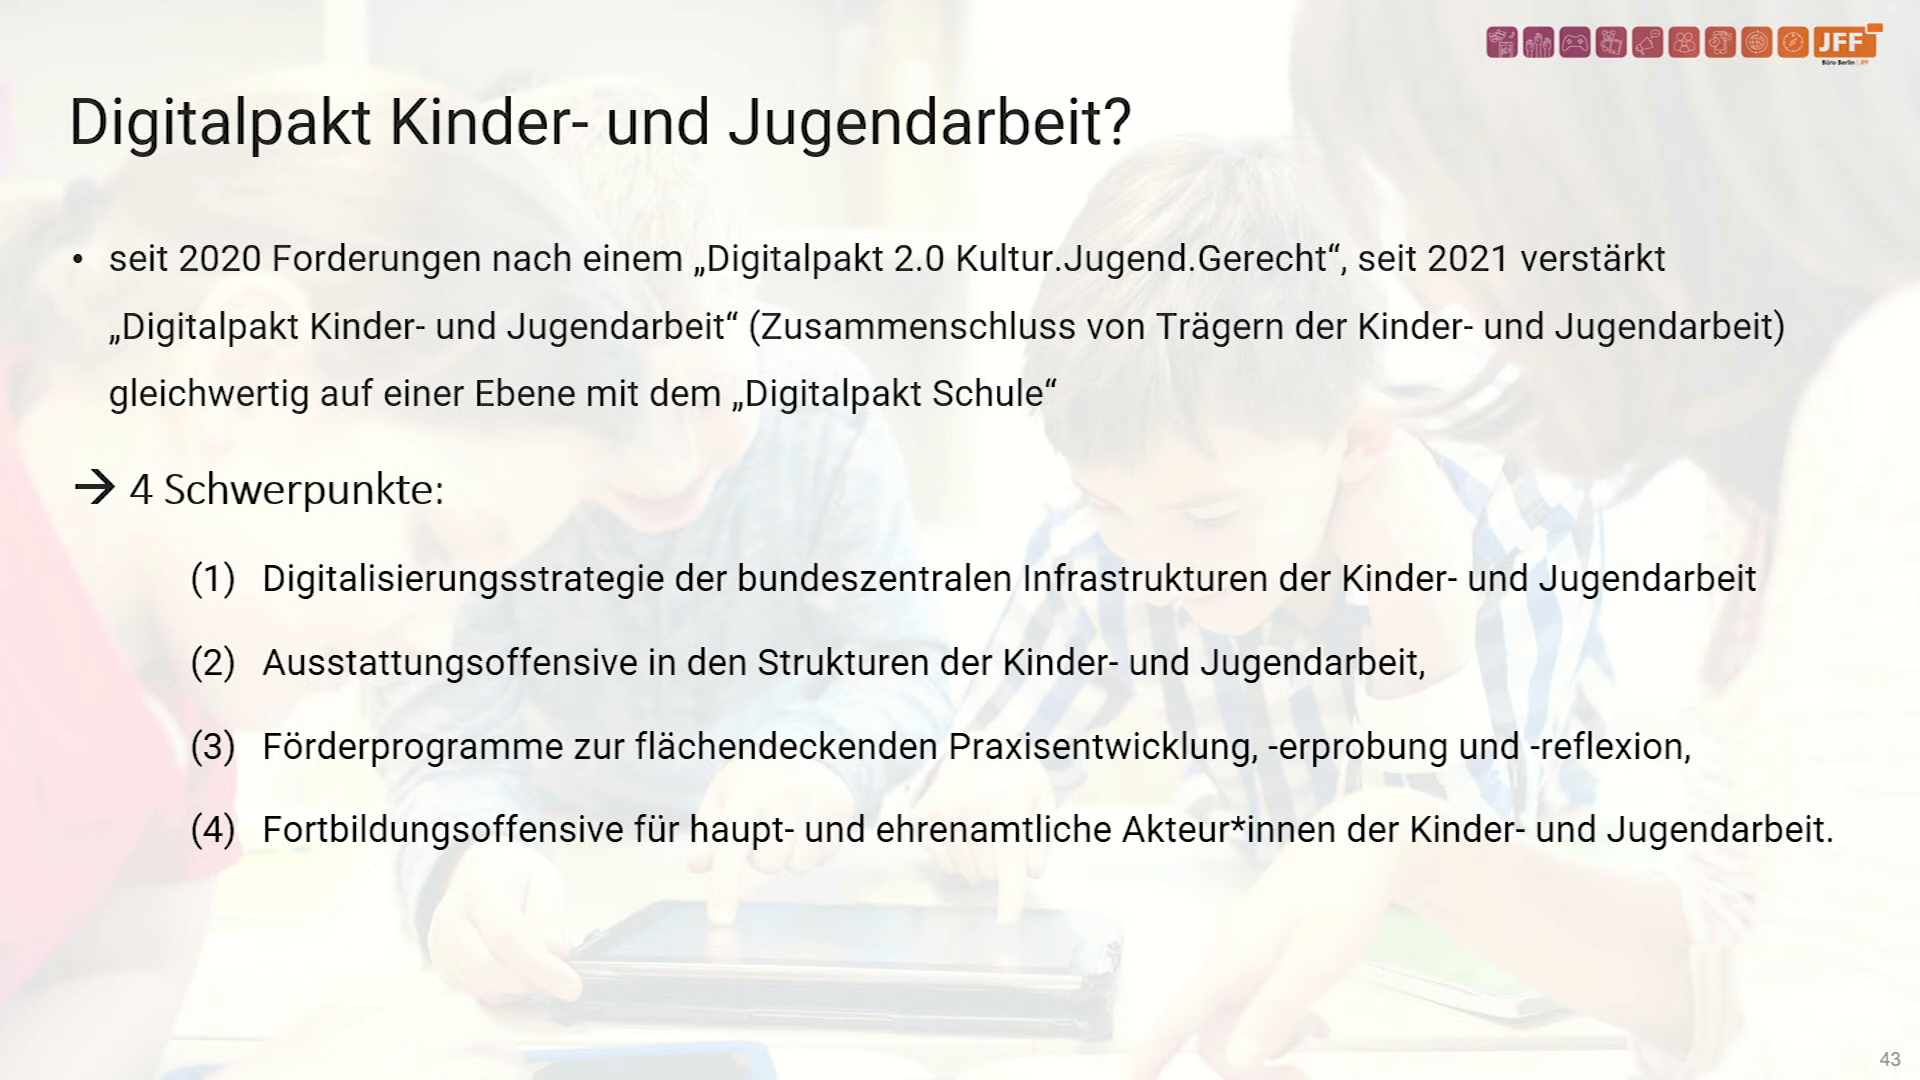 JFF
Büro Berlin | JFF
Digitalpakt Kinder- und Jugendarbeit?
• seit 2020 Forderungen nach einem „Digitalpakt 2.0 Kultur.Jugend.Gerecht“, seit 2021 verstärkt
„Digitalpakt Kinder- und Jugendarbeit“ (Zusammenschluss von Trägern der Kinder- und Jugendarbeit)
gleichwertig auf einer Ebene mit dem „Digitalpakt Schule“
→ 4 Schwerpunkte:
(1) Digitalisierungsstrategie der bundeszentralen Infrastrukturen der Kinder- und Jugendarbeit
(2) Ausstattungsoffensive in den Strukturen der Kinder- und Jugendarbeit,
(3) Förderprogramme zur flächendeckenden Praxisentwicklung, -erprobung und -reflexion,
(4) Fortbildungsoffensive für haupt- und ehrenamtliche Akteur*innen der Kinder- und Jugendarbeit.
43